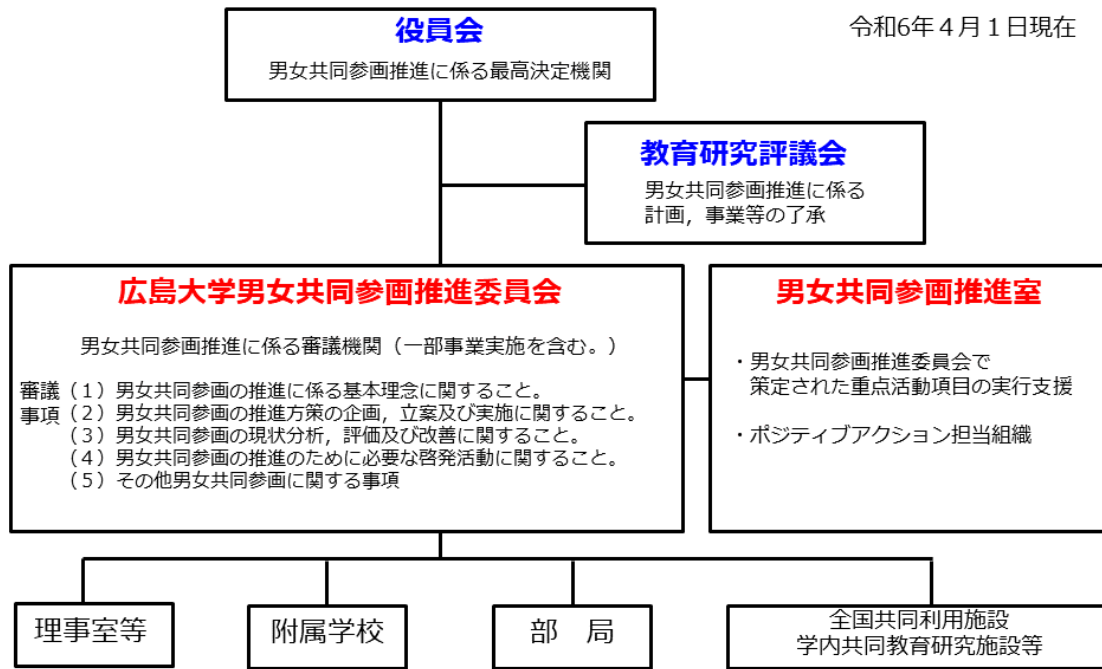 令和6年4月1日現在
役員会
男女共同参画推進に係る最高決定機関
教育研究評議会
男女共同参画推進に係る
計画，事業等の了承
広島大学男女共同参画推進委員会
男女共同参画推進に係る審議機関（一部事業実施を含む。）
審議（1）男女共同参画の推進に係る基本理念に関すること。
事項（2）男女共同参画の推進方策の企画，立案及び実施に関すること。
（3）男女共同参画の現状分析，評価及び改善に関すること。
（4）男女共同参画の推進のために必要な啓発活動に関すること。
（5）その他男女共同参画に関する事項
男女共同参画推進室
・男女共同参画推進委員会で
策定された重点活動項目の実行支援
・ポジティブアクション担当組織
理事室等
附属学校
部　局
全国共同利用施設
学内共同教育研究施設等